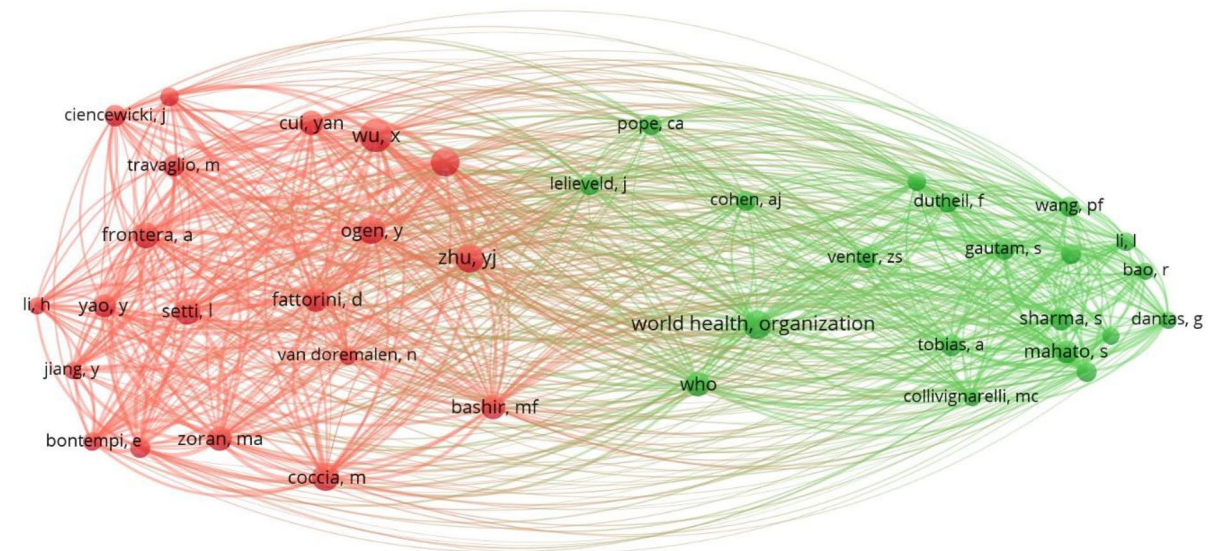 ciencewicki, j
cui, yan
wu, x
pope, ca
travaglio, m
lelieveld, j
cohen, aj
dutheil, f
wang, pf
frontera, a
ogen, y
zhu, yj
venter, zs
gautam, s
li, l
bao, r
li, h
yao, y
setti, l
fattorini, d
world health, organization
sharma, s
dantas, g
jiang, y
van doremalen, n
tobias, a
mahato, s
who
bashir, mf
collivignarelli, mc
bontempi, e
zoran, ma
coccia, m